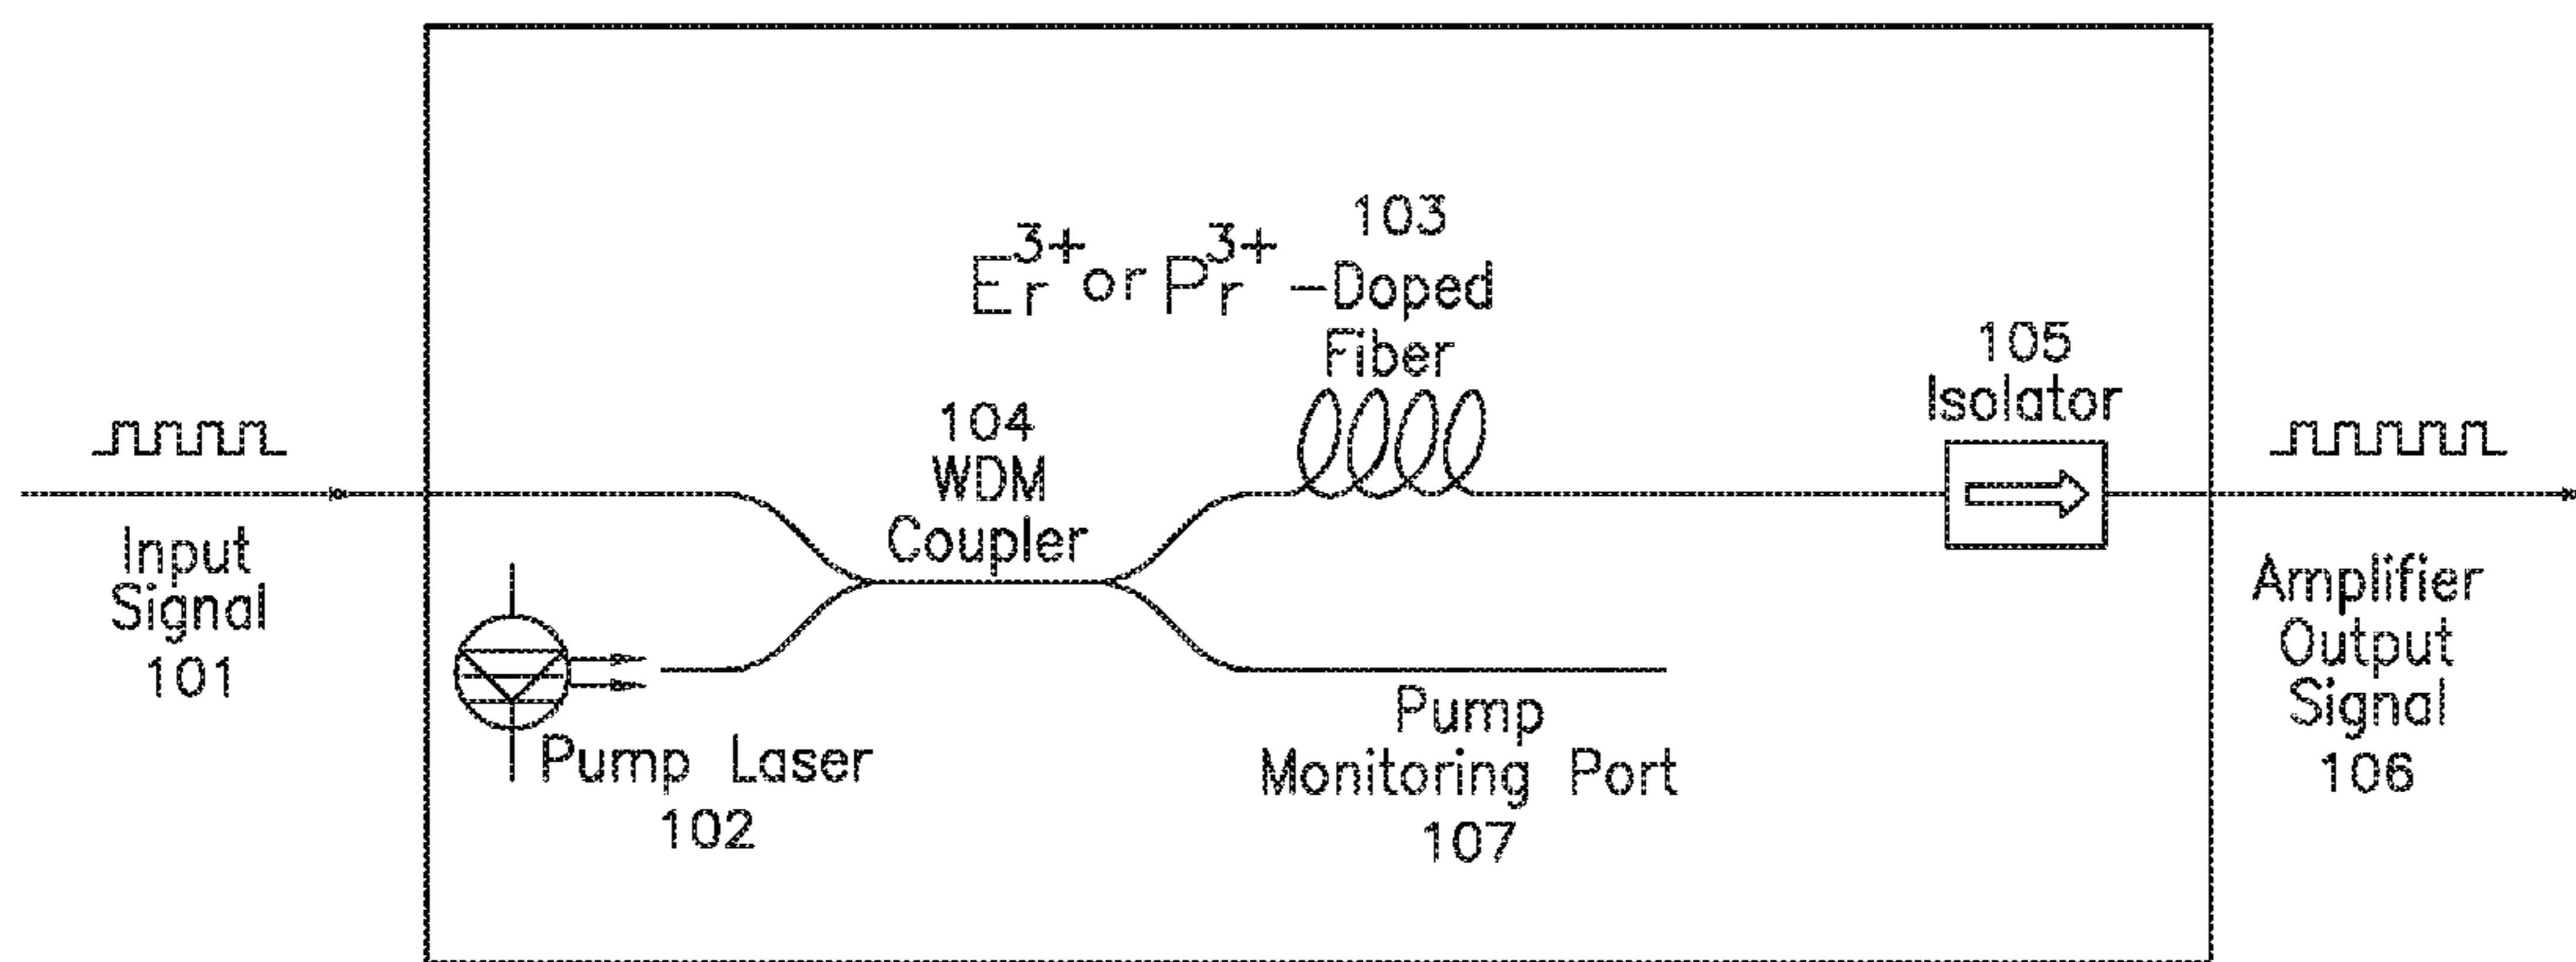 103
Er3+ or Pr3+ -Doped
Fiber
105
Isolator
104
WDM
Coupler
Input
Signal
101
Pump Laser
102
Pump
Monitoring Port
107
Amplifier
Output
Signal
106